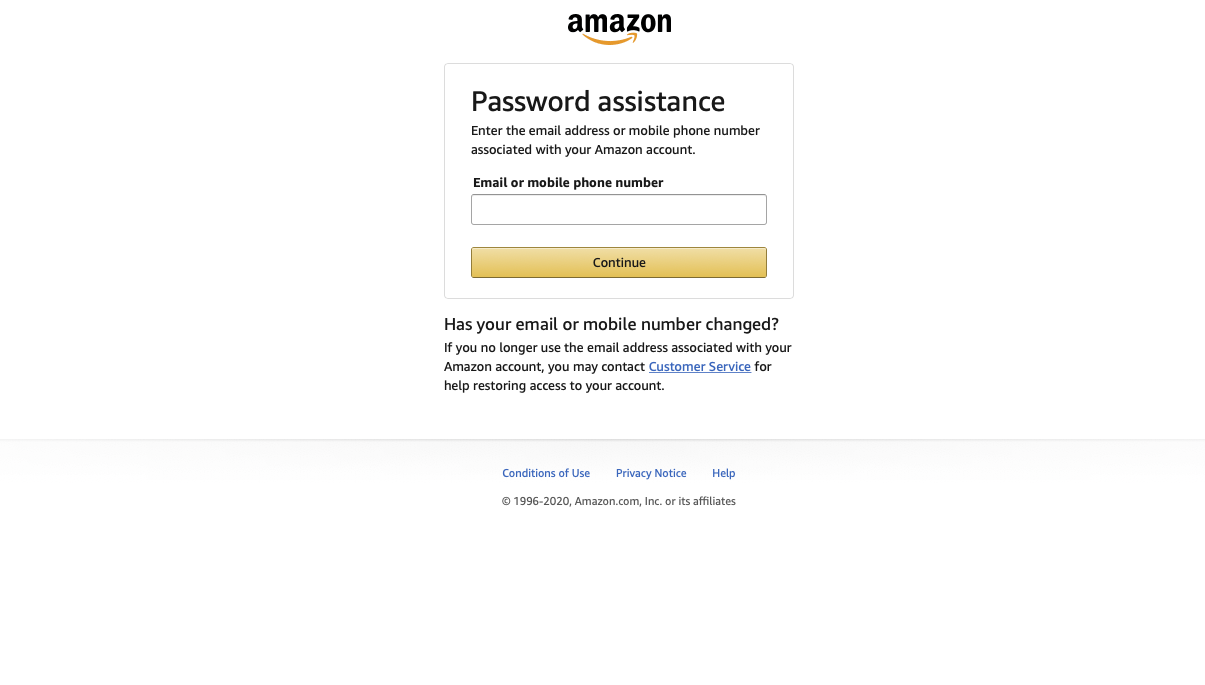 amazon
Password assistance
Enter the email address or mobile phone number
associated with your Amazon account.
Email or mobile phone number
Continue
Has your email or mobile number changed?
If you no longer use the email address associated with your
Amazon account, you may contact Customer Service for
help restoring access to your account.
Conditions of Use Privacy Notice Help
© 1996-2020, Amazon.com, Inc. or its affiliates